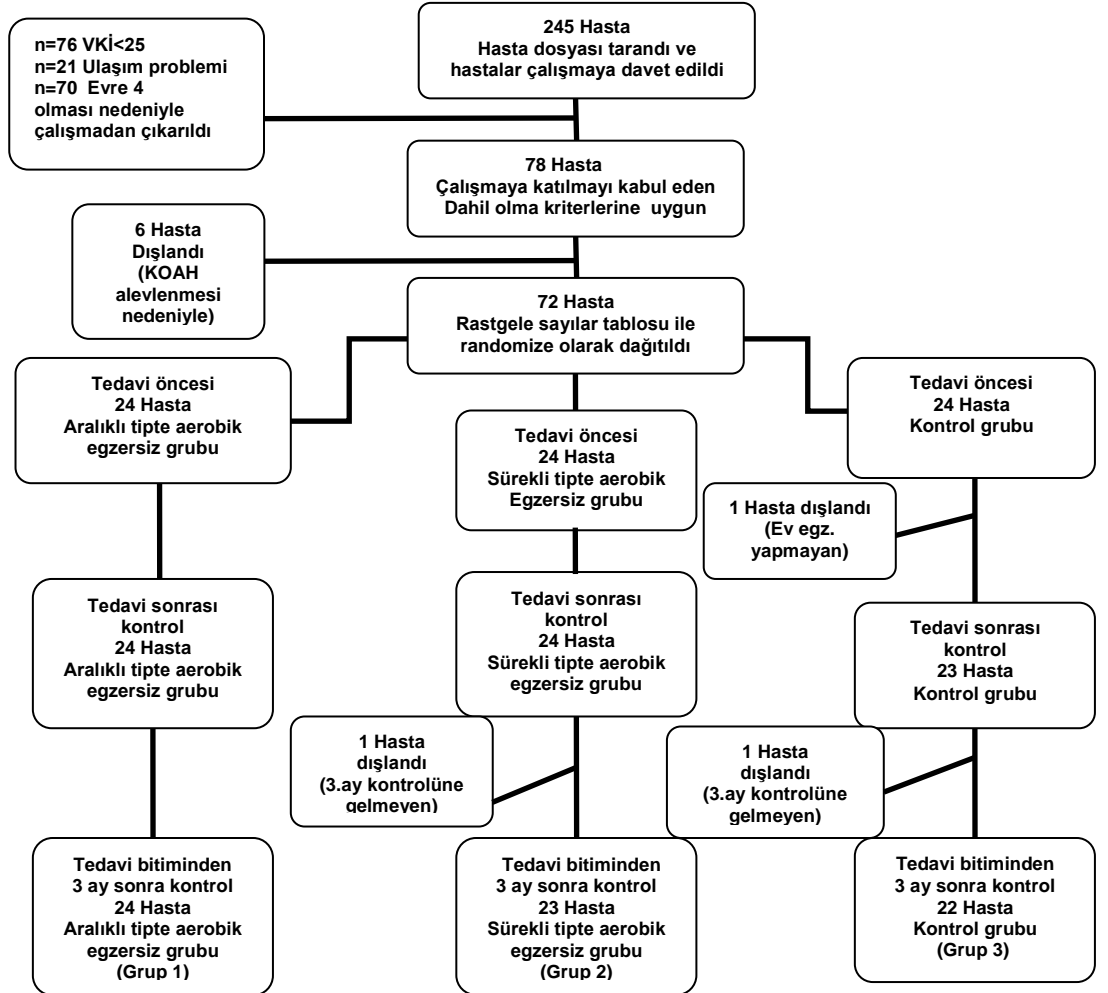 245 Hasta
Hasta dosyası tarandı ve
hastalar çalışmaya davet edildi
n=76 VKİ<25
n=21 Ulaşım problemi
n=70 Evre 4
olması nedeniyle
çalışmadan çıkarıldı
78 Hasta
Çalışmaya katılmayı kabul eden
Dahil olma kriterlerine uygun
6 Hasta
Dışlandı
(KOAH
alevlenmesi
nedeniyle)
72 Hasta
Rastgele sayılar tablosu ile
randomize olarak dağıtıldı
Tedavi öncesi
24 Hasta
Aralıklı tipte aerobik
egzersiz grubu
Tedavi öncesi
24 Hasta
Sürekli tipte aerobik
Egzersiz grubu
Tedavi öncesi
24 Hasta
Kontrol grubu
1 Hasta dışlandı
(Ev egz.
yapmayan)
Tedavi sonrası
kontrol
24 Hasta
Aralıklı tipte aerobik
egzersiz grubu
Tedavi sonrası
kontrol
24 Hasta
Sürekli tipte aerobik
egzersiz grubu
Tedavi sonrası
kontrol
23 Hasta
Kontrol grubu
1 Hasta
dışlandı
(3.ay kontrolüne
gelmeyen)
1 Hasta
dışlandı
(3.ay kontrolüne
gelmeyen)
Tedavi bitiminden
3 ay sonra kontrol
24 Hasta
Aralıklı tipte aerobik
egzersiz grubu
(Grup 1)
Tedavi bitiminden
3 ay sonra kontrol
23 Hasta
Sürekli tipte aerobik
egzersiz grubu
(Grup 2)
Tedavi bitiminden
3 ay sonra kontrol
22 Hasta
Kontrol grubu
(Grup 3)